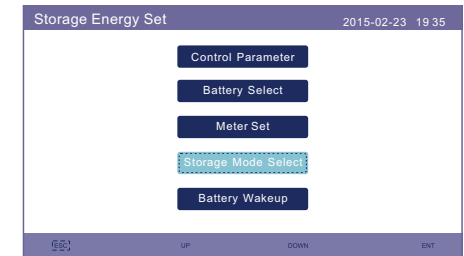 Storage Energy Set 2015-02-23 19 35
Control Parameter
Battery Select
Meter Set
Storage Mode Select
Battery Wakeup
ESC UP DOWN ENT